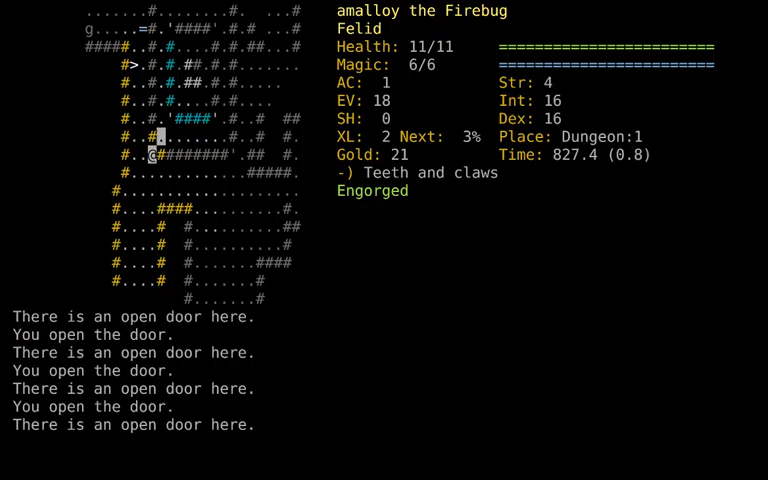 amalloy the Firebug
Felid
Health: 11/11 ========================
Magic: 6/6 ========================
AC: 1 Str: 4
EV: 18 Int: 16
SH: 0 Dex: 16
XL: 2 Next: 3% Place: Dungeon:1
Gold: 21 Time: 827.4 (0.8)
-) Teeth and claws
Engorged
There is an open door here.
You open the door.
There is an open door here.
You open the door.
There is an open door here.
You open the door.
There is an open door here.